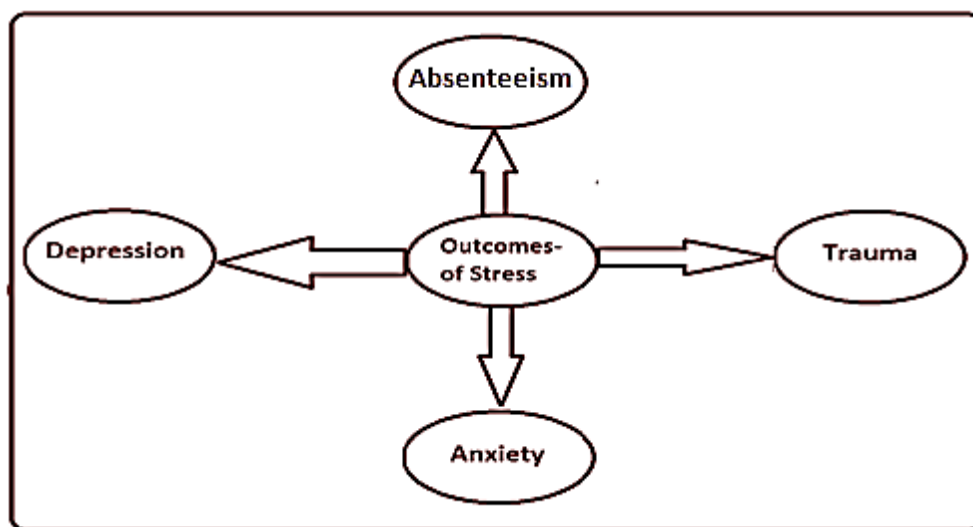 Absenteeism
Depression
Outcomes-
of Stress
Trauma
Anxiety